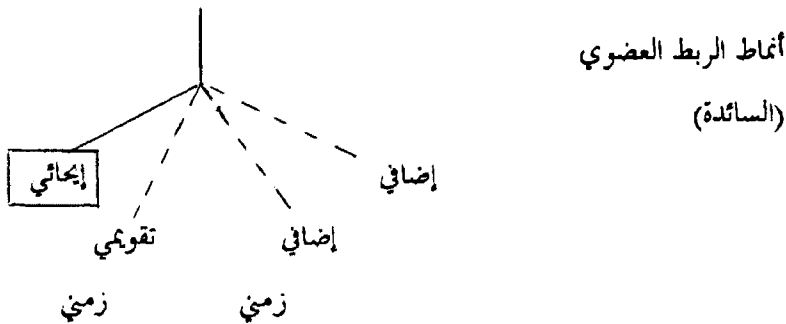 أنماط الربط العضوي
(السائدة)
إضافي
إيحائي
إضافي
تقويمي
زمني
زمني